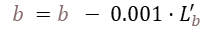 b = b − 0.001 · L′_b